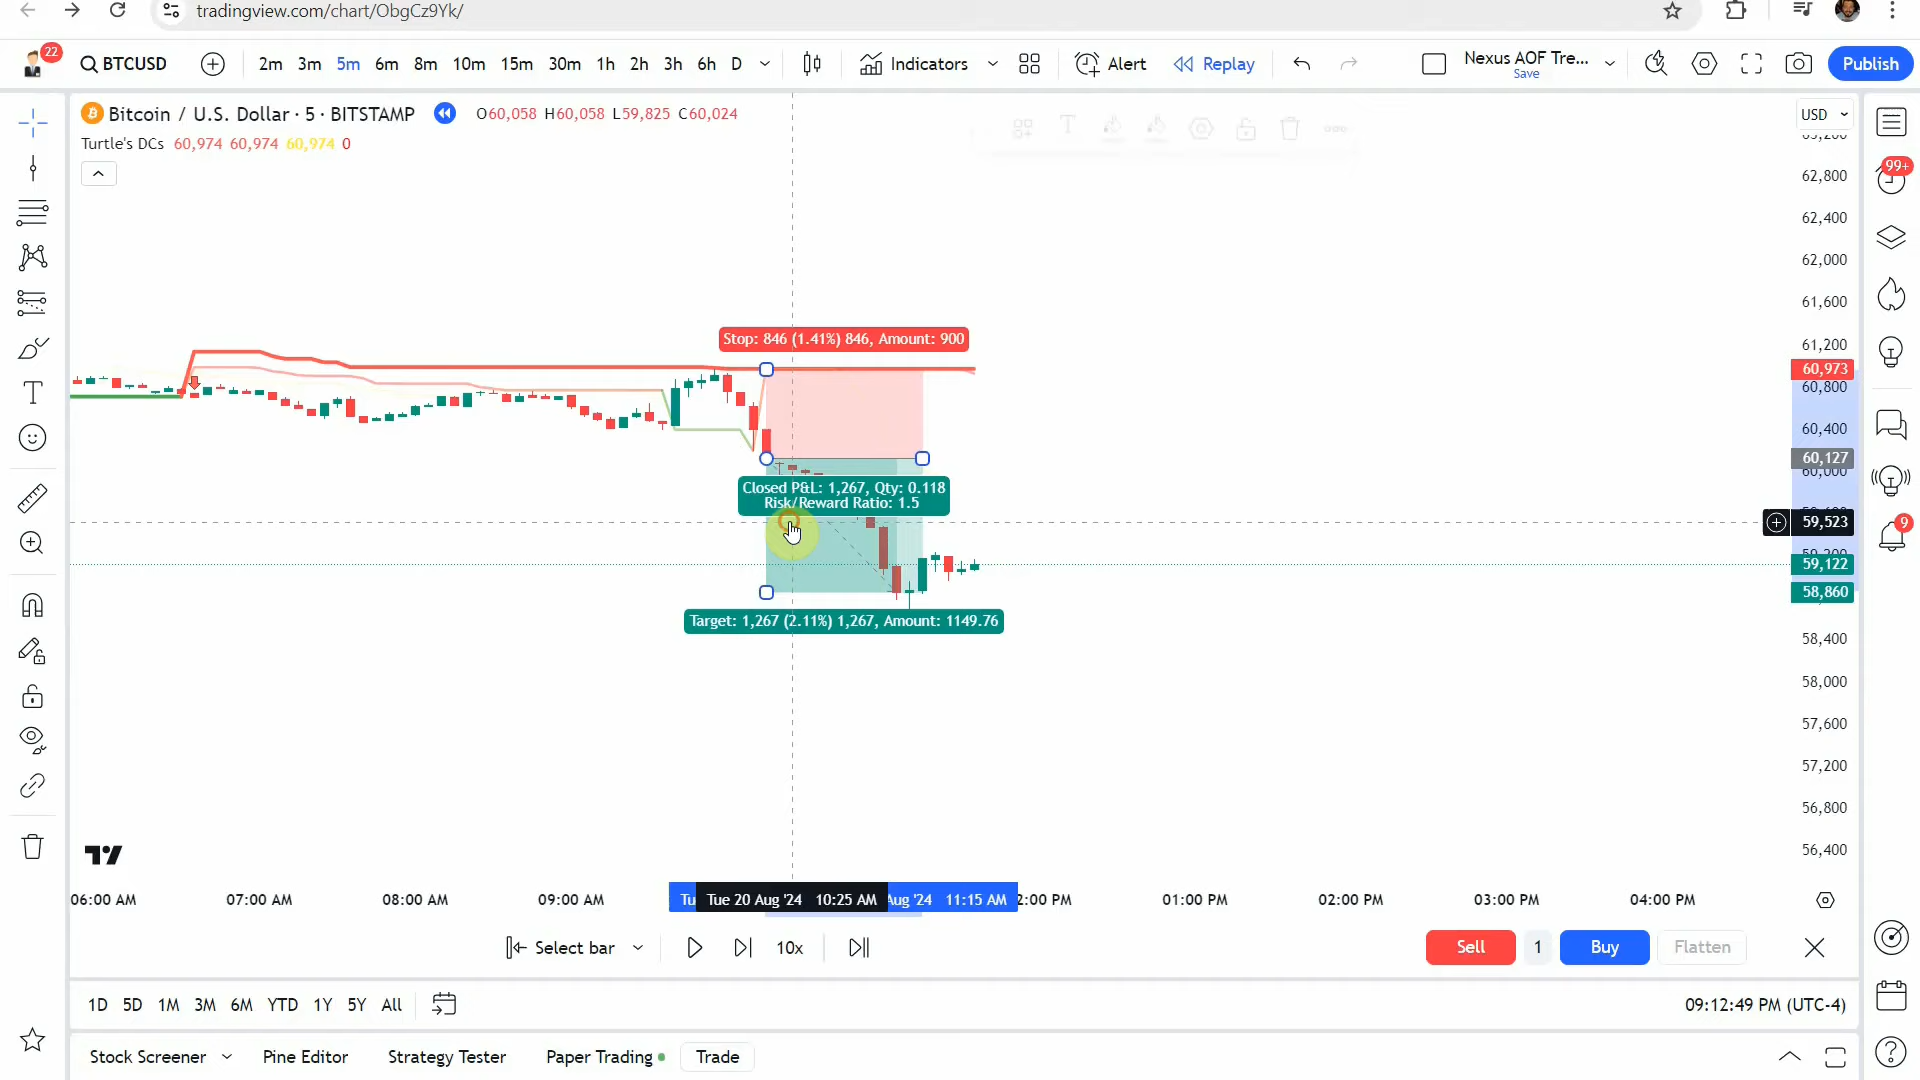 tradingview.com/chart/ObgCz9Yk/
22
BTCUSD
2m 3m 5m 6m 8m 10m 15m 30m 1h 2h 3h 6h D
Indicators
Alert
Replay
Nexus AOF Tre...
Save
Publish
Bitcoin / U.S. Dollar · 5 · BITSTAMP
O60,058 H60,058 L59,825 C60,024
USD
Turtle's DCs 60,974 60,974 60,974 0
99+
62,800
62,400
62,000
61,600
61,200
Stop: 846 (1.41%) 846, Amount: 900
60,973
60,800
60,400
60,127
60,000
Closed P&L: 1,267, Qty: 0.118
Risk/Reward Ratio: 1.5
59,523
9
59,200
59,122
58,860
Target: 1,267 (2.11%) 1,267, Amount: 1149.76
58,400
58,000
57,600
57,200
56,800
56,400
06:00 AM 07:00 AM 08:00 AM 09:00 AM Tu Tue 20 Aug '24 10:25 AM Aug '24 11:15 AM 2:00 PM 01:00 PM 02:00 PM 03:00 PM 04:00 PM
Select bar
10x
Sell
1
Buy
Flatten
1D 5D 1M 3M 6M YTD 1Y 5Y All
09:12:49 PM (UTC-4)
Stock Screener
Pine Editor
Strategy Tester
Paper Trading
Trade